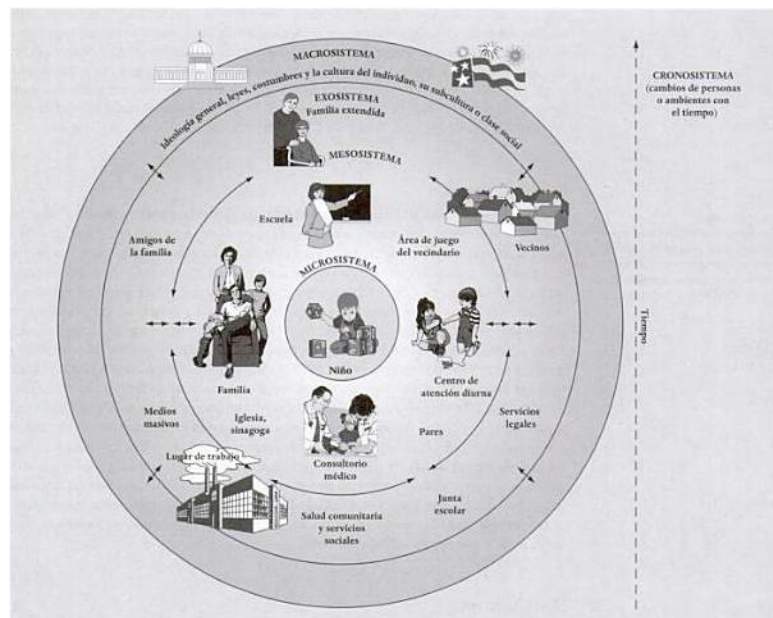 MACROSISTEMA
Ideología general, leyes, costumbres y la cultura del individuo, su subcultura o clase social
EXOSISTEMA
Familia extendida
MESOSISTEMA
Escuela
Amigos de
la familia
Área de juego
del vecindario
Vecinos
MICROSISTEMA
Niño
Familia
Centro de
atención diurna
Medios
masivos
Iglesia,
sinagoga
Consultorio
médico
Pares
Servicios
legales
Lugar de trabajo
Salud comunitaria
y servicios
sociales
Junta
escolar
CRONOSISTEMA
(cambios de personas
o ambientes con
el tiempo)
Tiempo